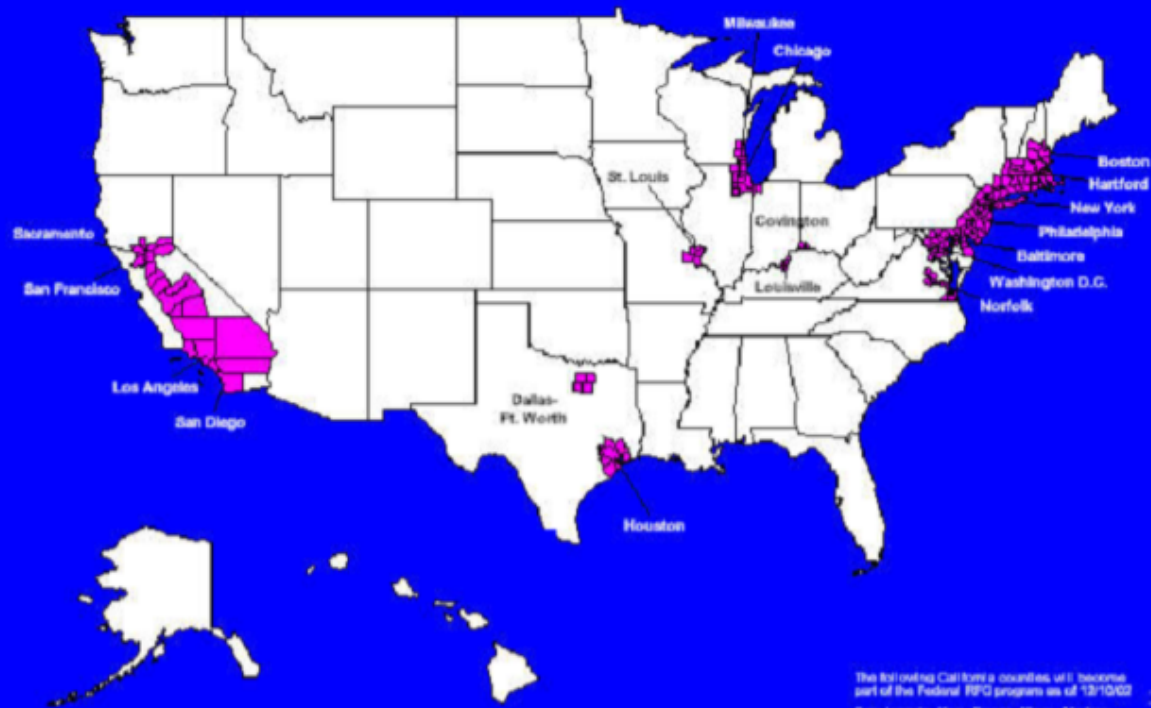 Milwaukee
Chicago
St. Louis
Boston
Hartford
New York
Covington
Philadelphia
Sacramento
Baltimore
Washington D.C.
San Francisco
Louisville
Norfolk
Los Angeles
Dallas-
Ft. Worth
San Diego
Houston
The following California counties will become
part of the Federal RFG program as of 12/10/02